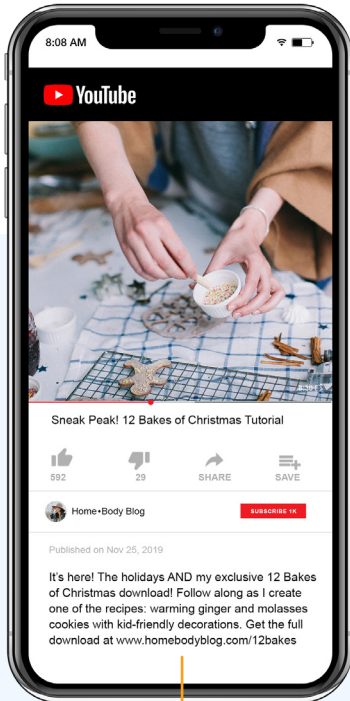 8:08 AM
YouTube
Sneak Peak! 12 Bakes of Christmas Tutorial
592
29
SHARE
SAVE
Home•Body Blog
SUBSCRIBE 1K
Published on Nov 25, 2019
It's here! The holidays AND my exclusive 12 Bakes
of Christmas download! Follow along as I create
one of the recipes: warming ginger and molasses
cookies with kid-friendly decorations. Get the full
download at www.homebodyblog.com/12bakes